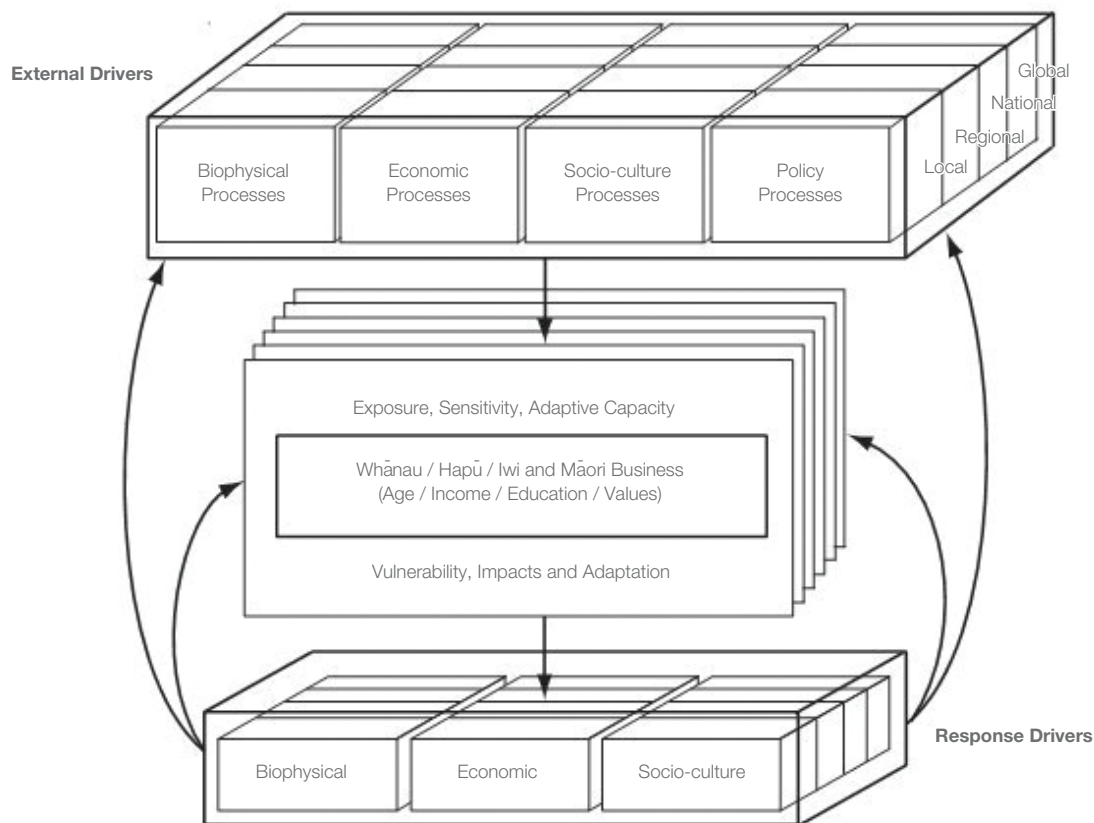 External Drivers
Global
National
Regional
Local
Biophysical
Processes
Economic
Processes
Socio-culture
Processes
Policy
Processes
Exposure, Sensitivity, Adaptive Capacity
Whānau / Hapū / Iwi and Māori Business
(Age / Income / Education / Values)
Vulnerability, Impacts and Adaptation
Response Drivers
Biophysical
Economic
Socio-culture